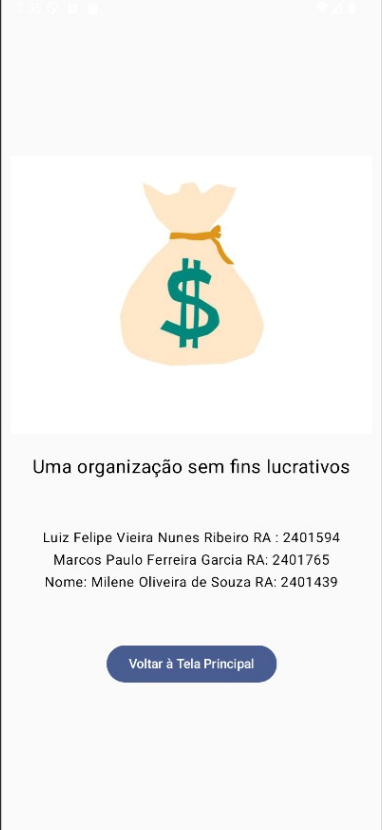 $
Uma organização sem fins lucrativos
Luiz Felipe Vieira Nunes Ribeiro RA : 2401594
Marcos Paulo Ferreira Garcia RA: 2401765
Nome: Milene Oliveira de Souza RA: 2401439
Voltar à Tela Principal